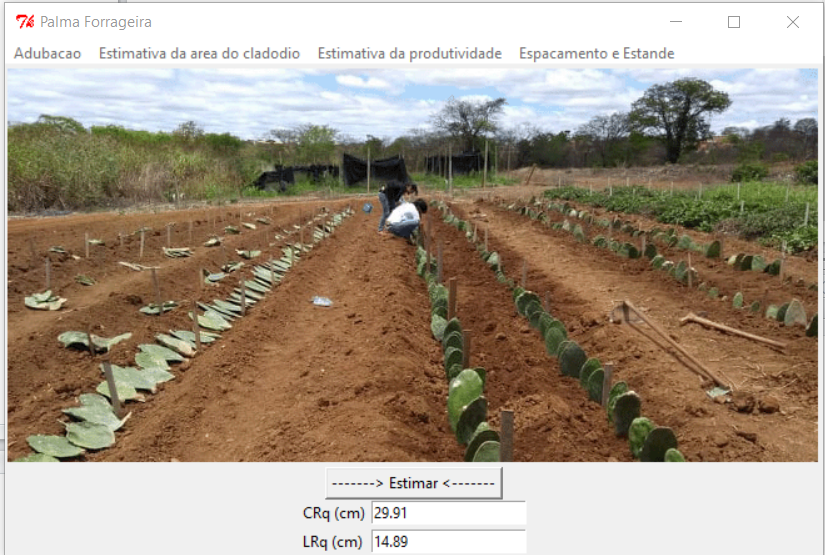 Palma Forrageira
Adubacao Estimativa da area do cladodio Estimativa da produtividade Espacamento e Estande
-------> Estimar <-------
CRq (cm) 29.91
LRq (cm) 14.89